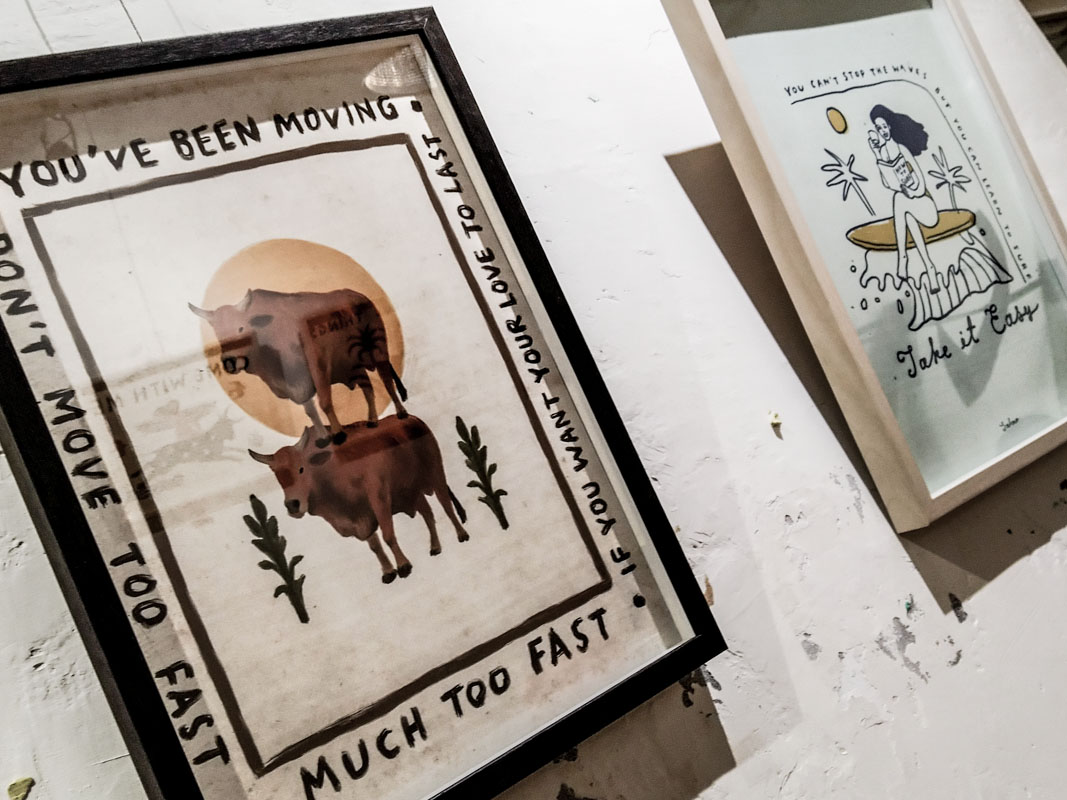 YOU'VE BEEN MOVING
MUCH TOO FAST
IF YOU WANT YOUR LOVE TO LAST
DON'T MOVE TOO FAST
YOU CAN'T STOP THE WAVES
BUT YOU CAN LEARN TO SURF
Take it Easy